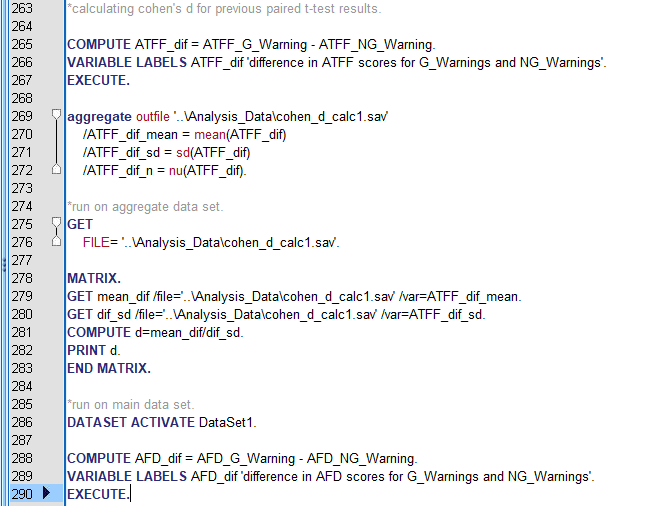 263 *calculating cohen's d for previous paired t-test results.
264
265 COMPUTE ATFF_dif = ATFF_G_Warning - ATFF_NG_Warning.
266 VARIABLE LABELS ATFF_dif 'difference in ATFF scores for G_Warnings and NG_Warnings'.
267 EXECUTE.
268
269 aggregate outfile '..\Analysis_Data\cohen_d_calc1.sav'
270 /ATFF_dif_mean = mean(ATFF_dif)
271 /ATFF_dif_sd = sd(ATFF_dif)
272 /ATFF_dif_n = nu(ATFF_dif).
273
274 *run on aggregate data set.
275 GET
276 FILE= '..\Analysis_Data\cohen_d_calc1.sav'.
277
278 MATRIX.
279 GET mean_dif /file='..\Analysis_Data\cohen_d_calc1.sav' /var=ATFF_dif_mean.
280 GET dif_sd /file='..\Analysis_Data\cohen_d_calc1.sav' /var=ATFF_dif_sd.
281 COMPUTE d=mean_dif/dif_sd.
282 PRINT d.
283 END MATRIX.
284
285 *run on main data set.
286 DATASET ACTIVATE DataSet1.
287
288 COMPUTE AFD_dif = AFD_G_Warning - AFD_NG_Warning.
289 VARIABLE LABELS AFD_dif 'difference in AFD scores for G_Warnings and NG_Warnings'.
290 EXECUTE.